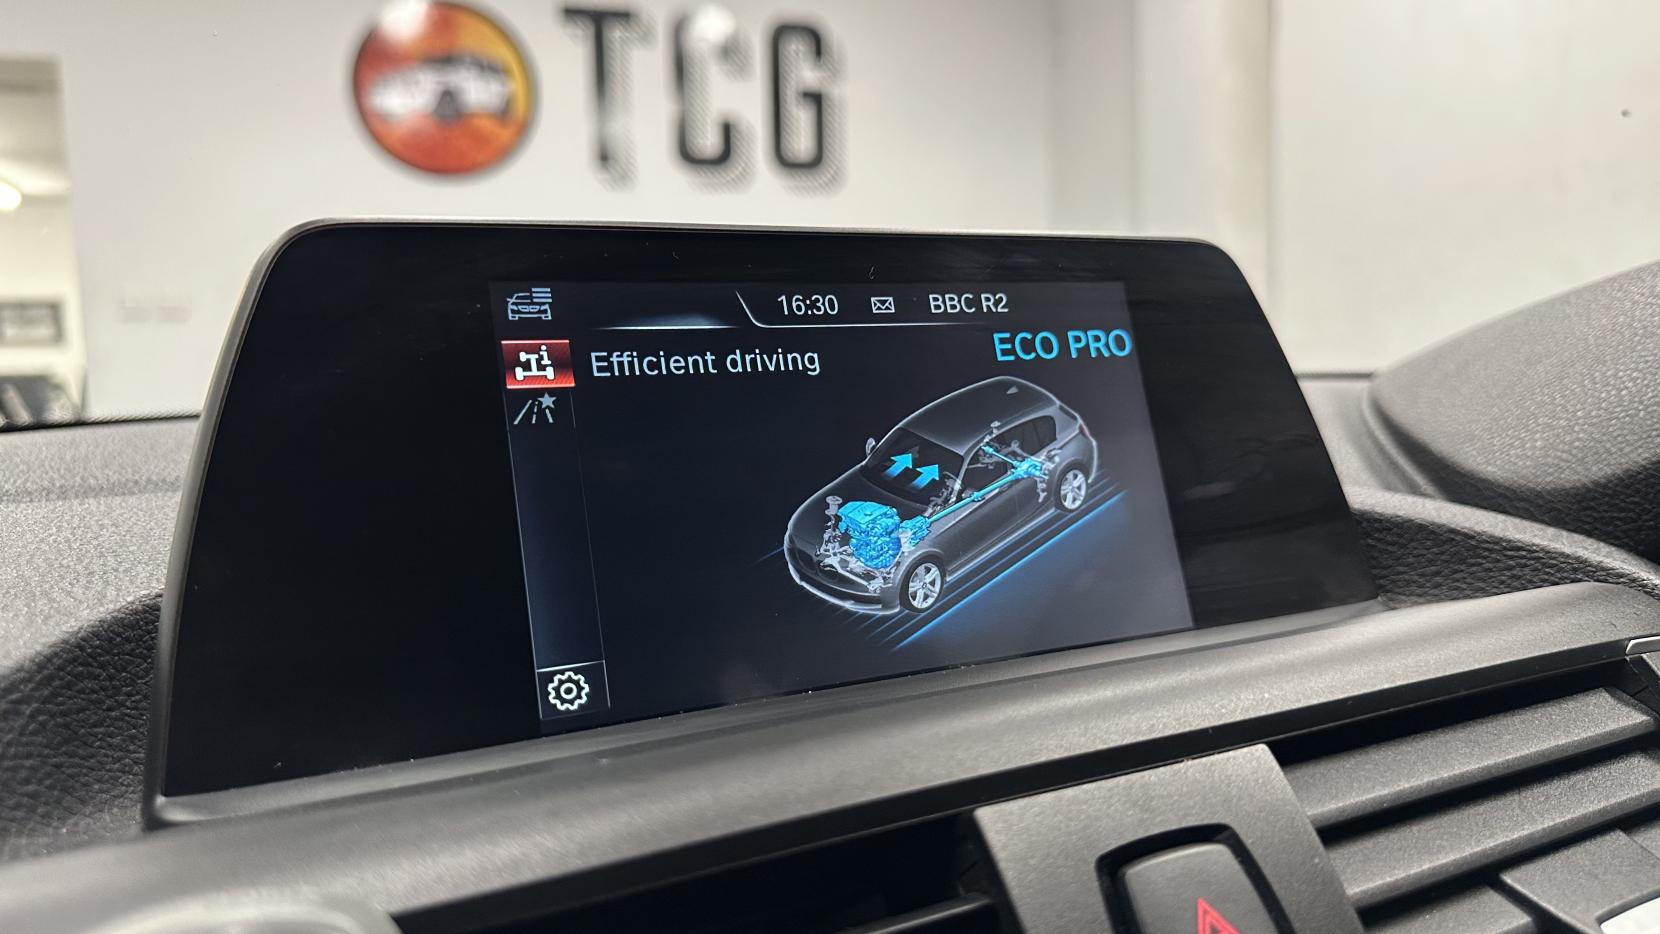 TCG
16:30 BBC R2
ECO PRO
Efficient driving